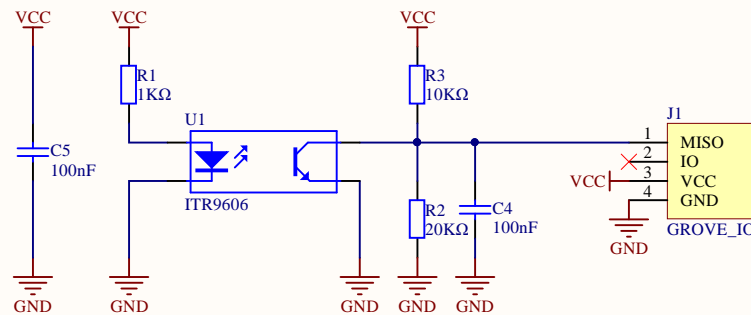 VCC
VCC
VCC
R1
1KΩ
R3
10KΩ
U1
J1
C5
100nF
1
MISO
2
IO
VCC
3
VCC
4
GND
ITR9606
R2
20KΩ
C4
100nF
GND
GROVE_IO
GND
GND
GND
GND
GND